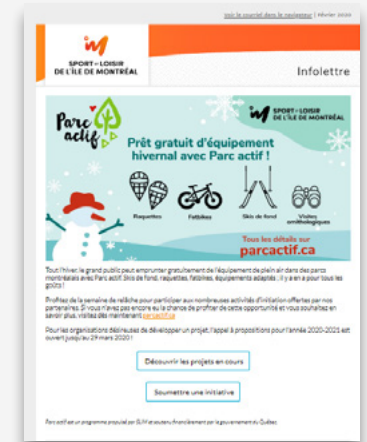 Voir le courriel dans le navigateur | Février 2020
SPORT ET LOISIR
DE L'ÎLE DE MONTRÉAL
Infolettre
Parc
actif
SPORT ET LOISIR
DE L'ÎLE DE MONTRÉAL
Prêt gratuit d'équipement
hivernal avec Parc actif !
Raquettes Fatbikes Skis de fond Visites
ornithologiques
Tous les détails sur
parcactif.ca
Tout l'hiver, le grand public peut emprunter gratuitement de l'équipement de plein air dans des parcs
montréalais avec Parc actif. Skis de fond, raquettes, fatbikes, équipements adaptés... il y a en a pour tous les
goûts !
Profitez de la semaine de relâche pour participer aux nombreuses activités d'initiation offertes par nos
partenaires. Si vous n'avez pas encore eu la chance de profiter de cette opportunité et vous souhaitez en
savoir plus, visitez dès maintenant parcactif.ca
Pour les organisations désireuses de développer un projet, l'appel à propositions pour l'année 2020-2021 est
ouvert jusqu'au 29 mars 2020 !
Découvrir les projets en cours
Soumettre une initiative
Parc actif est un programme propulsé par SLIM et soutenu financièrement par le gouvernement du Québec.